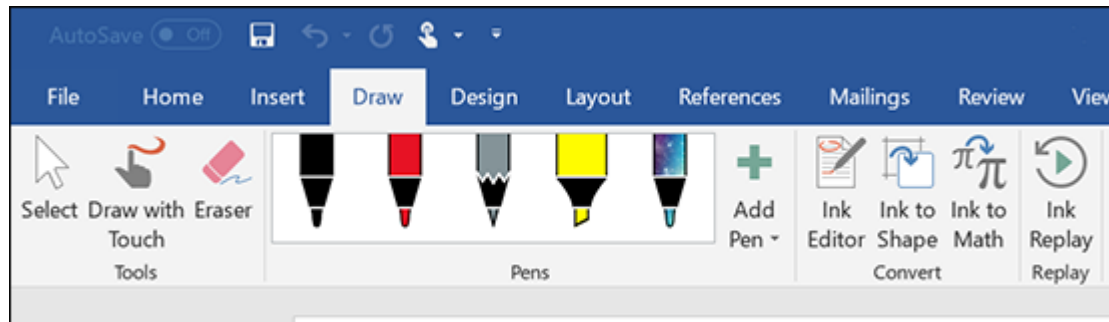 AutoSave Off
File Home Insert Draw Design Layout References Mailings Review View
Select Draw with Touch Eraser Add Pen Ink Editor Ink to Shape Ink to Math Ink Replay
Tools Pens Convert Replay